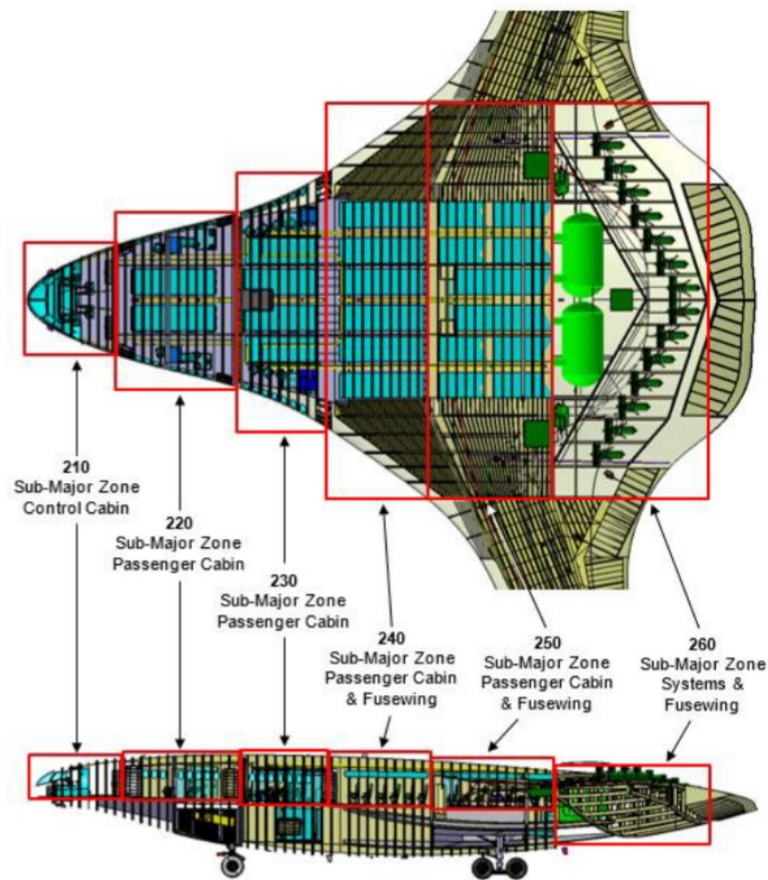 210
Sub-Major Zone
Control Cabin
220
Sub-Major Zone
Passenger Cabin
230
Sub-Major Zone
Passenger Cabin
240
Sub-Major Zone
Passenger Cabin
& Fusewing
250
Sub-Major Zone
Passenger Cabin
& Fusewing
260
Sub-Major Zone
Systems &
Fusewing